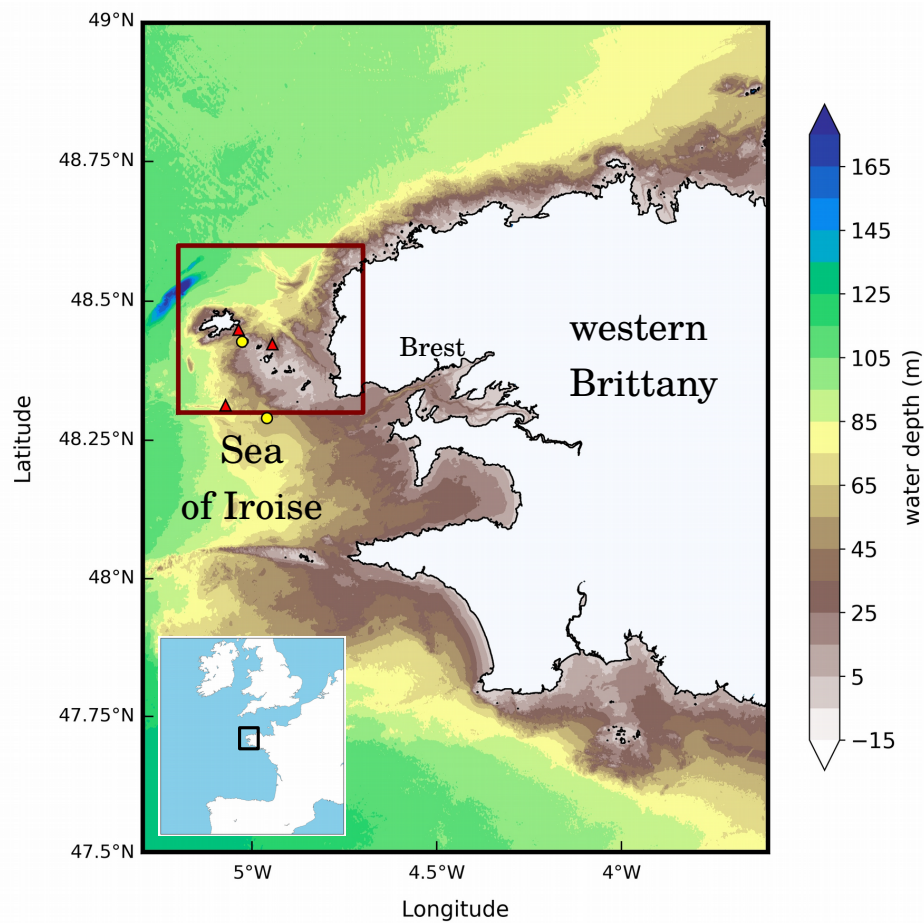 49°N
48.75°N
48.5°N
48.25°N
48°N
47.75°N
47.5°N
Latitude
western
Brittany
Brest
Sea
of Iroise
5°W
4.5°W
4°W
Longitude
165
145
125
105
85
65
45
25
5
−15
water depth (m)